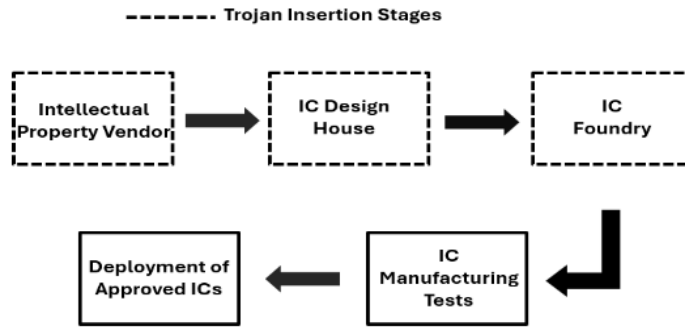 Trojan Insertion Stages
Intellectual
Property Vendor
IC Design
House
IC
Foundry
Deployment of
Approved ICs
IC
Manufacturing
Tests